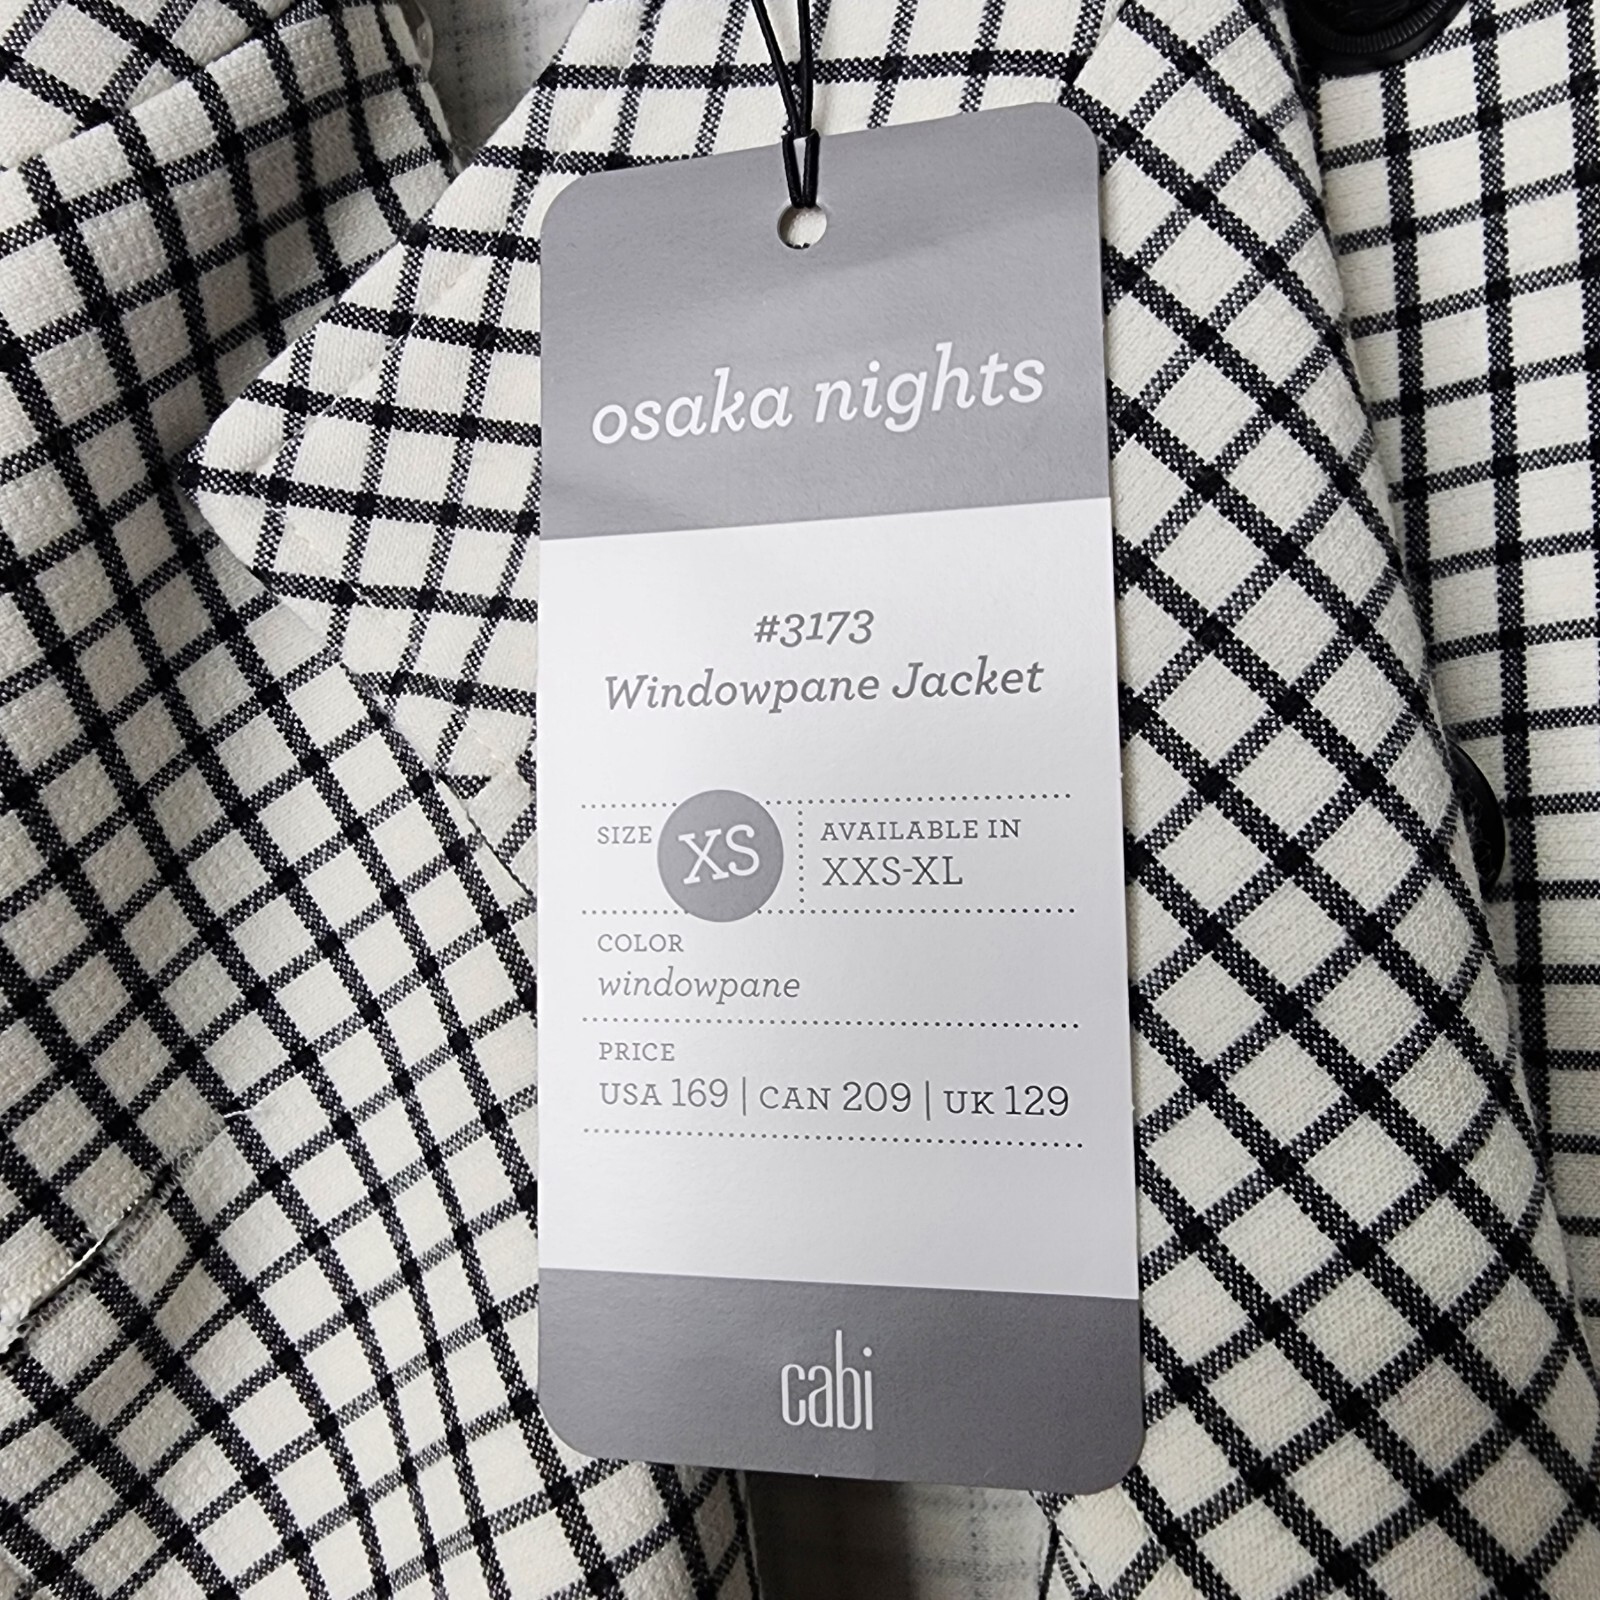 osaka nights
#3173
Windowpane Jacket
SIZE XS
AVAILABLE IN
XXS-XL
COLOR
windowpane
PRICE
USA 169 | CAN 209 | UK 129
cabi